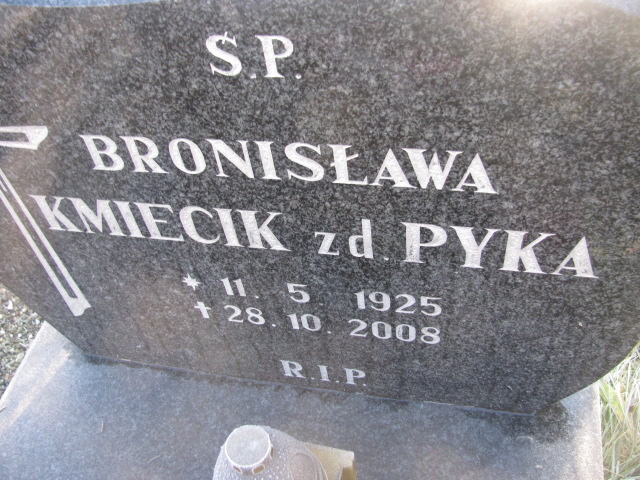 Ś.P.
BRONISŁAWA
KMIECIK zd. PYKA
* 11. 5. 1925
✝ 28. 10. 2008
R.I.P.